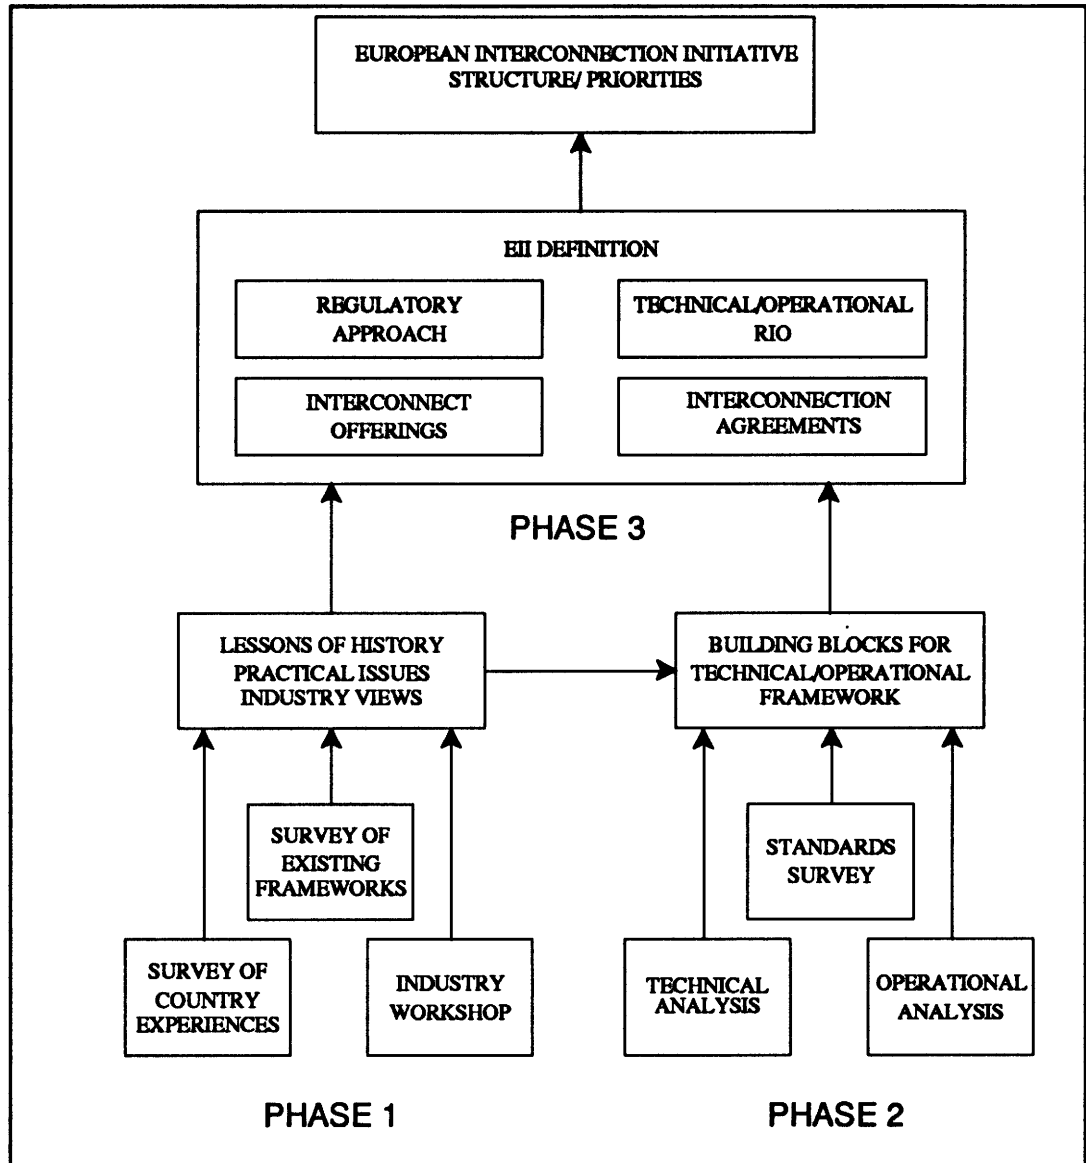 EUROPEAN INTERCONNECTION INITIATIVE
STRUCTURE/ PRIORITIES
EII DEFINITION
REGULATORY
APPROACH
TECHNICAL/OPERATIONAL
RIO
INTERCONNECT
OFFERINGS
INTERCONNECTION
AGREEMENTS
PHASE 3
LESSONS OF HISTORY
PRACTICAL ISSUES
INDUSTRY VIEWS
BUILDING BLOCKS FOR
TECHNICAL/OPERATIONAL
FRAMEWORK
SURVEY OF
EXISTING
FRAMEWORKS
STANDARDS
SURVEY
SURVEY OF
COUNTRY
EXPERIENCES
INDUSTRY
WORKSHOP
TECHNICAL
ANALYSIS
OPERATIONAL
ANALYSIS
PHASE 1
PHASE 2